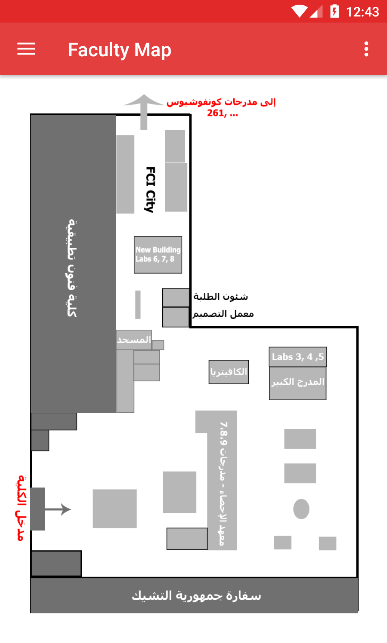 12:43
Faculty Map
إلى مدرجات كونفوشيوس
261, ...
FCI City
كلية فنون تطبيقية
New Building
Labs 6, 7, 8
شئون الطلبة
معمل التصميم
المسجد
Labs 3, 4 ,5
الكافيتريا
المدرج الكبير
معهد الإحصاء - مدرجات 7,8,9
مدخل الكلية
سفارة جمهورية التشيك